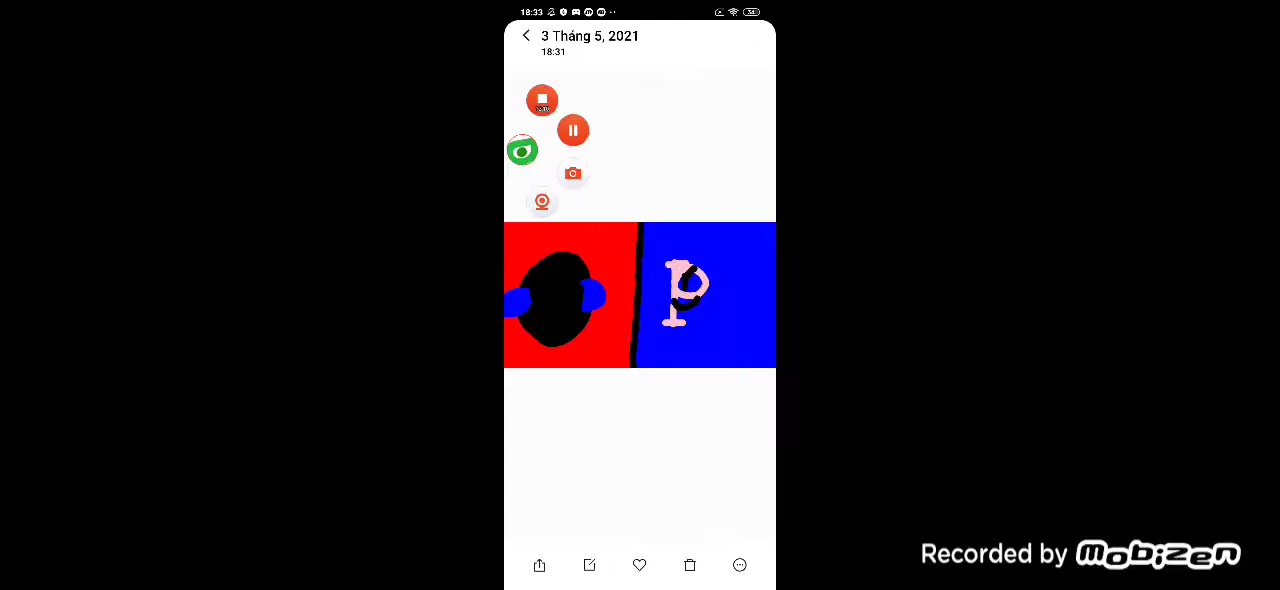 18:33
3 Tháng 5, 2021
18:31
P
Recorded by mobizen